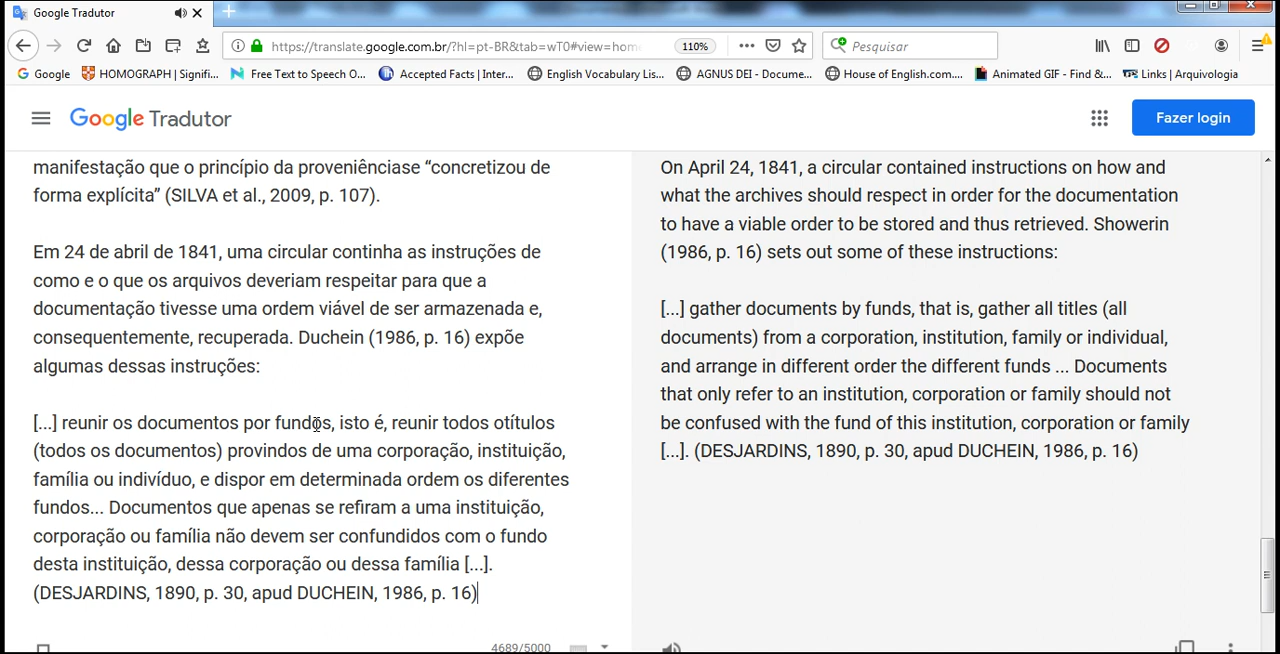 Google Tradutor
https://translate.google.com.br/?hl=pt-BR&tab=wT0#view=hom
110%
Pesquisar
Google
HOMOGRAPH | Signifi...
Free Text to Speech O...
Accepted Facts | Inter...
English Vocabulary Lis...
AGNUS DEI - Docume...
House of English.com....
Animated GIF - Find &...
Links | Arquivologia
Google Tradutor
Fazer login
manifestação que o princípio da proveniênciase “concretizou de
forma explícita” (SILVA et al., 2009, p. 107).
Em 24 de abril de 1841, uma circular continha as instruções de
como e o que os arquivos deveriam respeitar para que a
documentação tivesse uma ordem viável de ser armazenada e,
consequentemente, recuperada. Duchein (1986, p. 16) expõe
algumas dessas instruções:
[...] reunir os documentos por fundos, isto é, reunir todos otítulos
(todos os documentos) provindos de uma corporação, instituição,
família ou indivíduo, e dispor em determinada ordem os diferentes
fundos... Documentos que apenas se refiram a uma instituição,
corporação ou família não devem ser confundidos com o fundo
desta instituição, dessa corporação ou dessa família [...].
(DESJARDINS, 1890, p. 30, apud DUCHEIN, 1986, p. 16)
4689/5000
On April 24, 1841, a circular contained instructions on how and
what the archives should respect in order for the documentation
to have a viable order to be stored and thus retrieved. Showerin
(1986, p. 16) sets out some of these instructions:
[...] gather documents by funds, that is, gather all titles (all
documents) from a corporation, institution, family or individual,
and arrange in different order the different funds ... Documents
that only refer to an institution, corporation or family should not
be confused with the fund of this institution, corporation or family
[...]. (DESJARDINS, 1890, p. 30, apud DUCHEIN, 1986, p. 16)